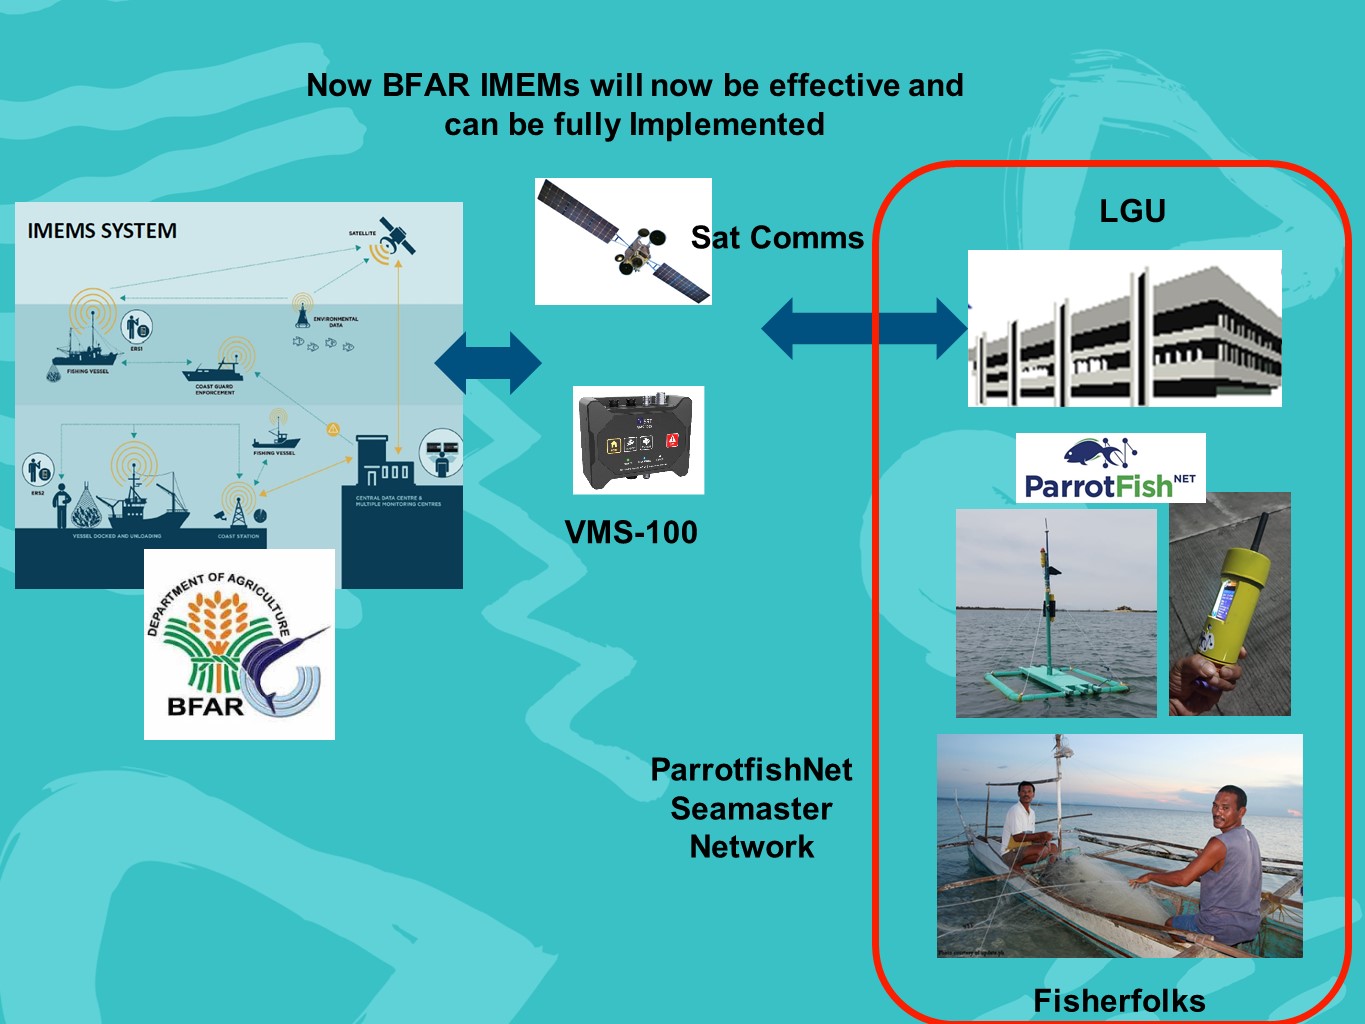 Now BFAR IMEMs will now be effective and
can be fully Implemented
IMEMS SYSTEM
SATELLITE
ENVIRONMENTAL
DATA
ERS1
FISHING VESSEL
COAST GUARD
ENFORCEMENT
FISHING VESSEL
ERS2
CENTRAL DATA CENTRE &
MULTIPLE MONITORING CENTRES
VESSEL DOCKED AND UNLOADING
COAST STATION
DEPARTMENT OF AGRICULTURE
BFAR
Sat Comms
VMS-100
LGU
ParrotFish NET
ParrotfishNet
Seamaster
Network
Fisherfolks